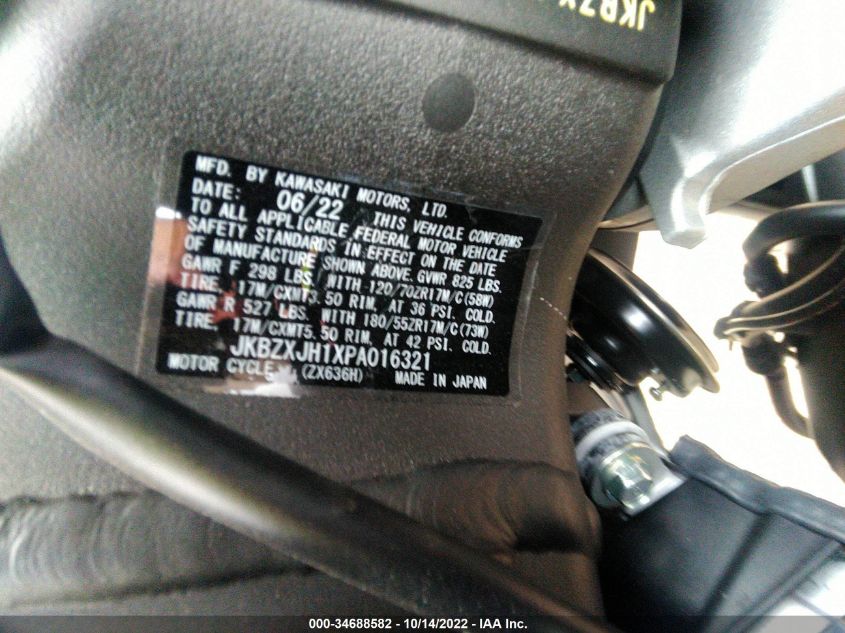 JKBZX
MFD. BY KAWASAKI MOTORS, LTD.
DATE: 06/22 THIS VEHICLE CONFORMS
TO ALL APPLICABLE FEDERAL MOTOR VEHICLE
SAFETY STANDARDS IN EFFECT ON THE DATE
OF MANUFACTURE SHOWN ABOVE. GVWR 825 LBS.
GAWR F 298 LBS. WITH 120/70ZR17M/C(58W)
TIRE, 17M/CXMT3.50 RIM, AT 36 PSI. COLD.
GAWR R 527 LBS. WITH 180/55ZR17M/C(73W)
TIRE, 17M/CXMT5.50 RIM, AT 42 PSI. COLD.
JKBZXJH1XPA016321
MOTOR CYCLE (ZX636H) MADE IN JAPAN
000-34688582 - 10/14/2022 - IAA Inc.